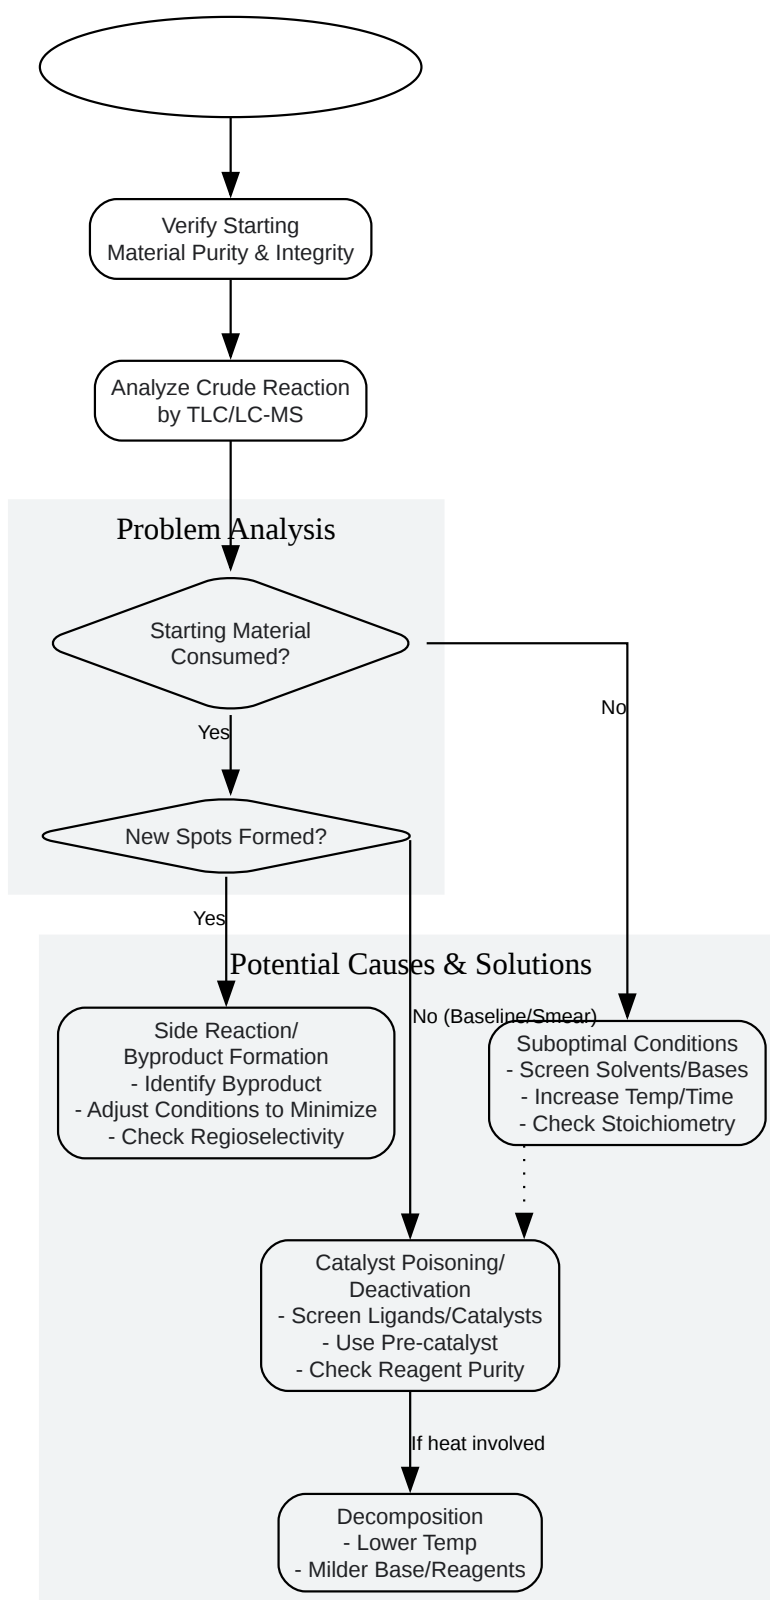 Verify Starting
Material Purity & Integrity
Analyze Crude Reaction
by TLC/LC-MS
Problem Analysis
Starting Material
Consumed?
No
Yes
New Spots Formed?
Yes
Potential Causes & Solutions
No (Baseline/Smear)
Side Reaction/
Byproduct Formation
- Identify Byproduct
- Adjust Conditions to Minimize
- Check Regioselectivity
Suboptimal Conditions
- Screen Solvents/Bases
- Increase Temp/Time
- Check Stoichiometry
Catalyst Poisoning/
Deactivation
- Screen Ligands/Catalysts
- Use Pre-catalyst
- Check Reagent Purity
If heat involved
Decomposition
- Lower Temp
- Milder Base/Reagents